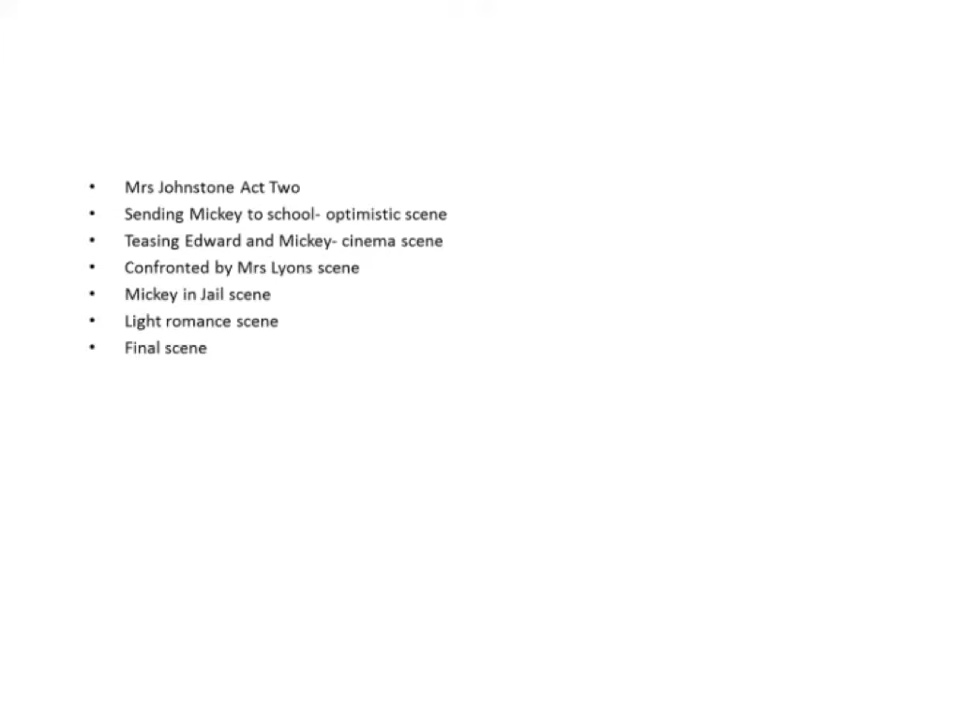 • Mrs Johnstone Act Two
• Sending Mickey to school- optimistic scene
• Teasing Edward and Mickey- cinema scene
• Confronted by Mrs Lyons scene
• Mickey in Jail scene
• Light romance scene
• Final scene